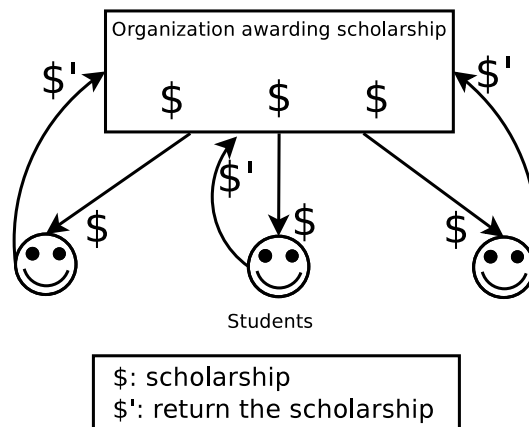 Organization awarding scholarship
$' $ $ $ $'
$'
$ $ $
Students
$: scholarship
$': return the scholarship